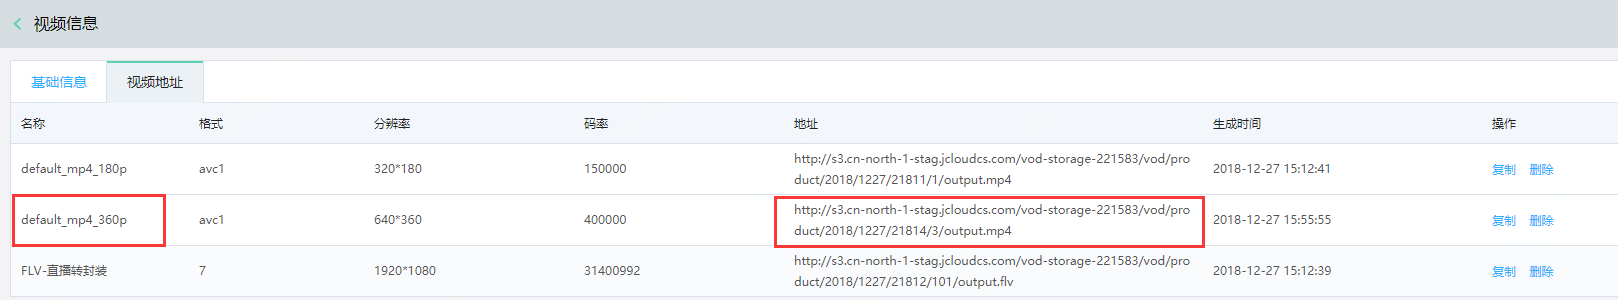 视频信息
基础信息 视频地址
名称 格式 分辨率 码率 地址 生成时间 操作
default_mp4_180p avc1 320*180 150000 http://s3.cn-north-1-stag.jcloudcs.com/vod-storage-221583/vod/pro 2018-12-27 15:12:41 复制 删除
duct/2018/1227/21811/1/output.mp4
default_mp4_360p avc1 640*360 400000 http://s3.cn-north-1-stag.jcloudcs.com/vod-storage-221583/vod/pro 2018-12-27 15:55:55 复制 删除
duct/2018/1227/21814/3/output.mp4
FLV-直播转封装 7 1920*1080 31400992 http://s3.cn-north-1-stag.jcloudcs.com/vod-storage-221583/vod/pro 2018-12-27 15:12:39 复制 删除
duct/2018/1227/21812/101/output.flv